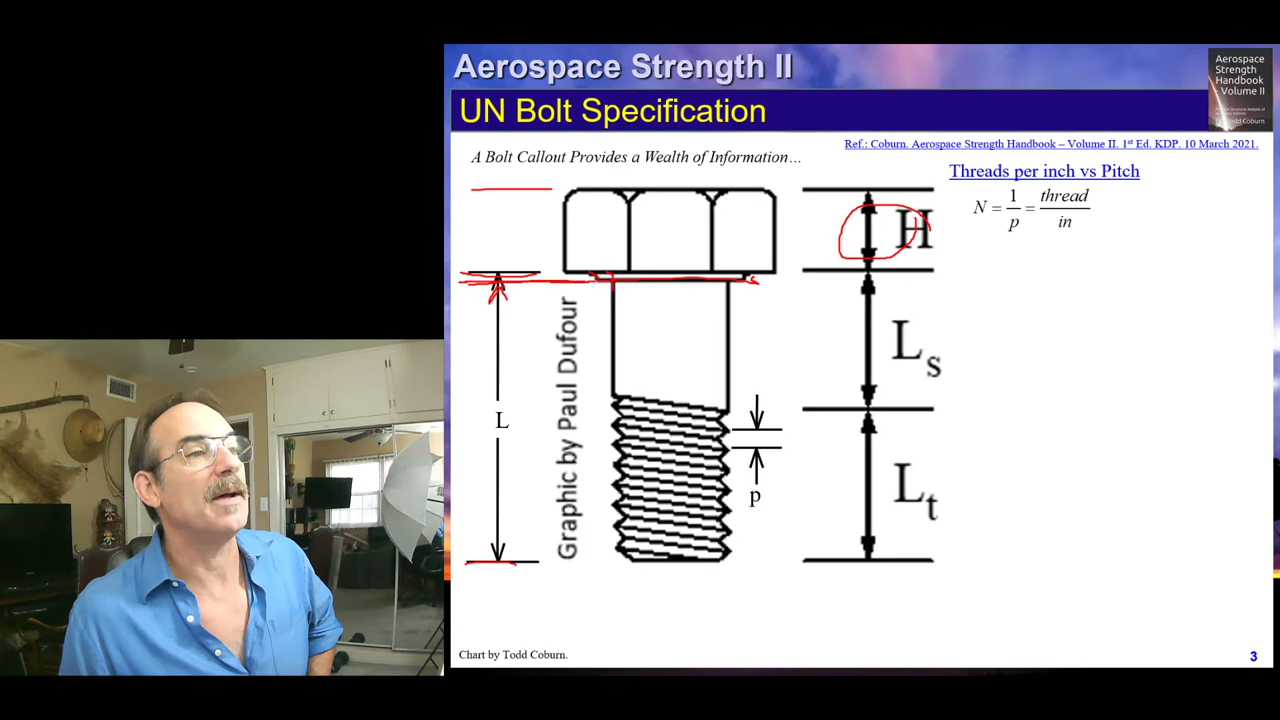 Aerospace Strength II
UN Bolt Specification
Aerospace
Strength
Handbook
- Volume II
Todd Coburn
Ref.: Coburn. Aerospace Strength Handbook – Volume II. 1st Ed. KDP. 10 March 2021.
A Bolt Callout Provides a Wealth of Information…
Threads per inch vs Pitch
N = 1/p = thread/in
H
Ls
L
Graphic by Paul Dufour
p
Lt
Chart by Todd Coburn.
3